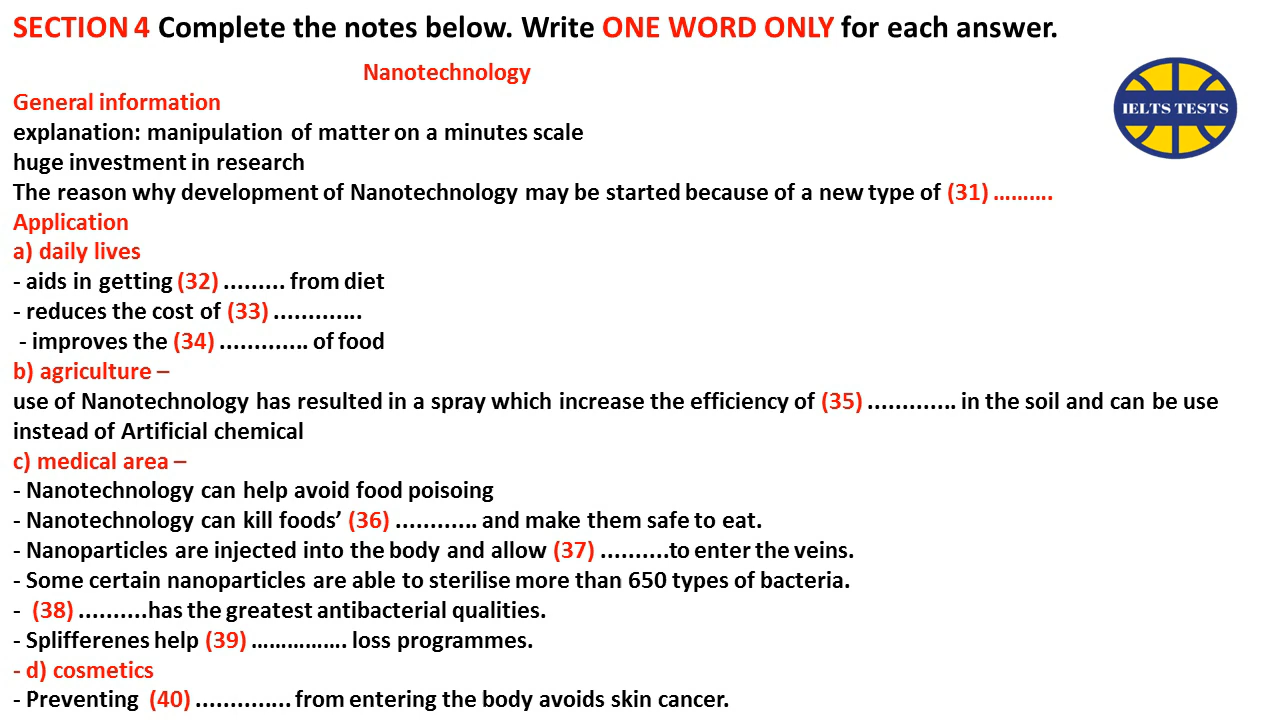 SECTION 4 Complete the notes below. Write ONE WORD ONLY for each answer.
Nanotechnology
General information
explanation: manipulation of matter on a minutes scale
IELTS TESTS
huge investment in research
The reason why development of Nanotechnology may be started because of a new type of (31) ……….
Application
a) daily lives
- aids in getting (32) ......... from diet
- reduces the cost of (33) .............
- improves the (34) ............. of food
b) agriculture –
use of Nanotechnology has resulted in a spray which increase the efficiency of (35) ............. in the soil and can be use
instead of Artificial chemical
c) medical area –
- Nanotechnology can help avoid food poisoing
- Nanotechnology can kill foods’ (36) ............ and make them safe to eat.
- Nanoparticles are injected into the body and allow (37) ..........to enter the veins.
- Some certain nanoparticles are able to sterilise more than 650 types of bacteria.
- (38) ..........has the greatest antibacterial qualities.
- Splifferenes help (39) ……………. loss programmes.
- d) cosmetics
- Preventing (40) .............. from entering the body avoids skin cancer.